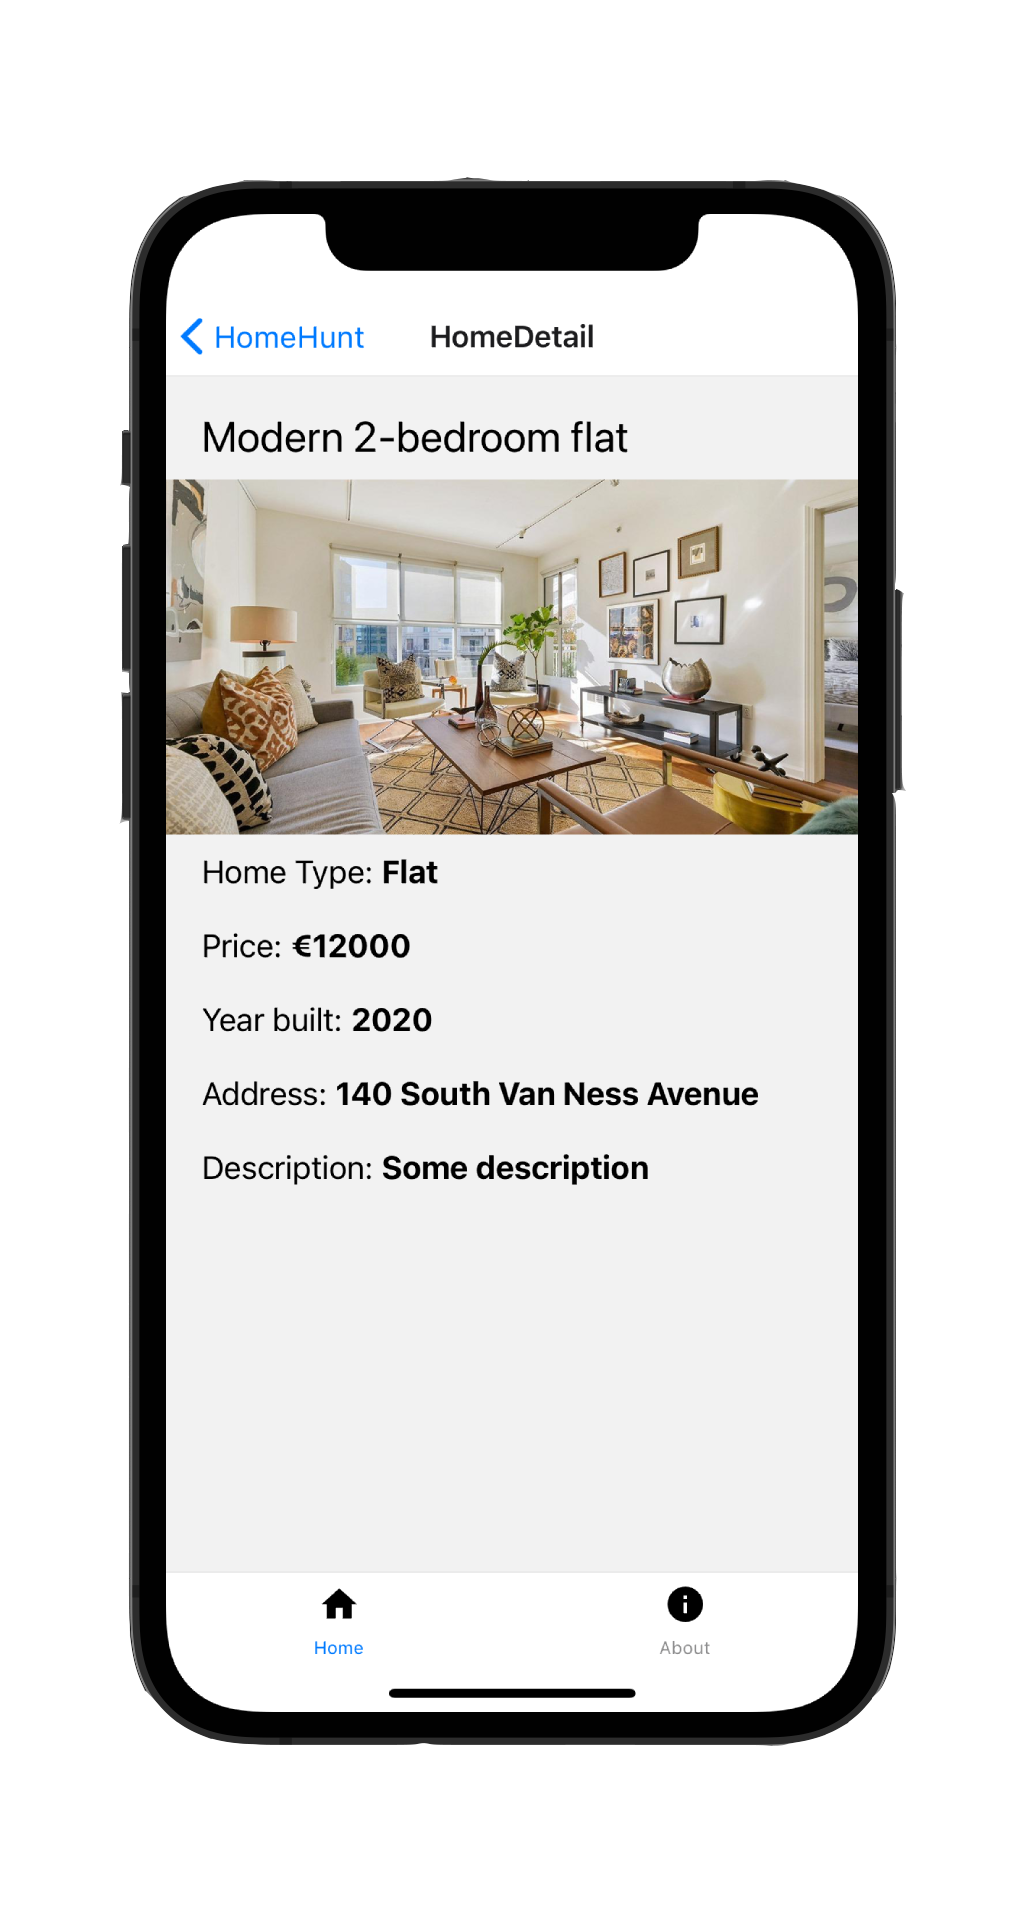 HomeHunt HomeDetail
Modern 2-bedroom flat
Home Type: Flat
Price: €12000
Year built: 2020
Address: 140 South Van Ness Avenue
Description: Some description
Home About